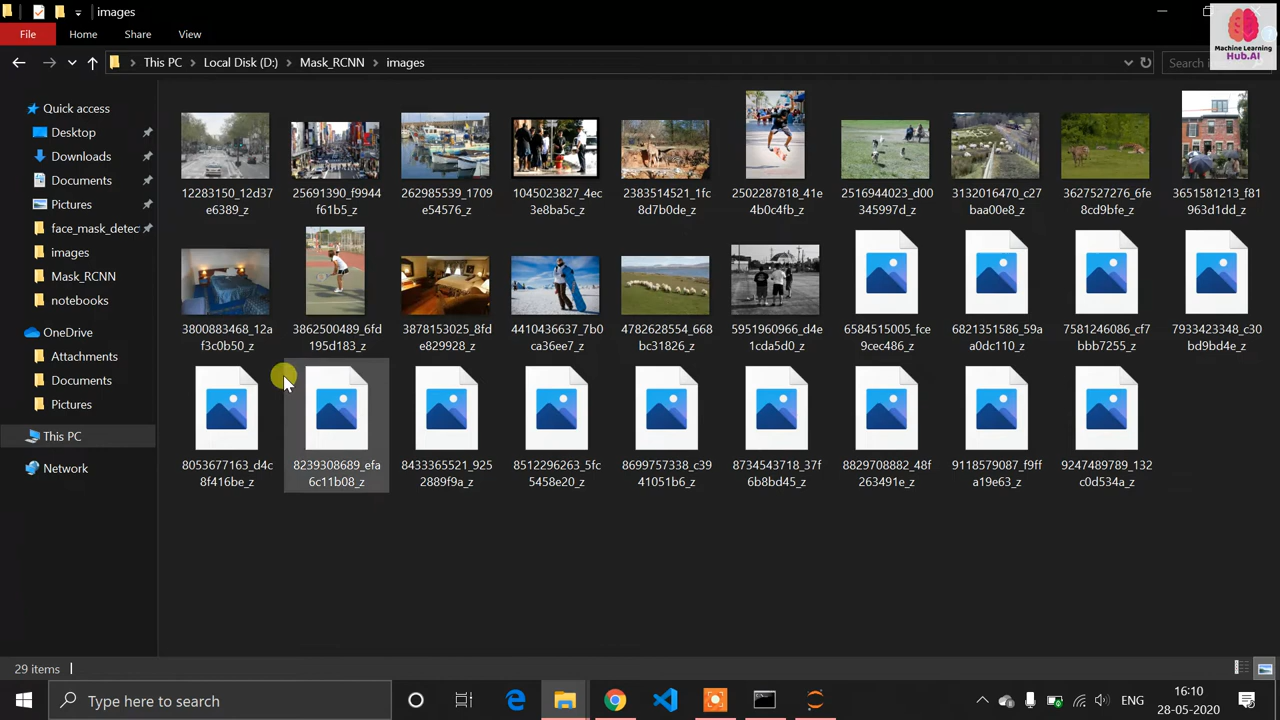 images
File
Home
Share
View
Machine Learning
Hub.AI
This PC
Local Disk (D:)
Mask_RCNN
images
Search
Quick access
Desktop
Downloads
Documents
Pictures
face_mask_detec
images
Mask_RCNN
notebooks
OneDrive
Attachments
Documents
Pictures
This PC
Network
12283150_12d37
e6389_z
25691390_f9944
f61b5_z
262985539_1709
e54576_z
1045023827_4ec
3e8ba5c_z
2383514521_1fc
8d7b0de_z
2502287818_41e
4b0c4fb_z
2516944023_d00
345997d_z
3132016470_c27
baa00e8_z
3627527276_6fe
8cd9bfe_z
3651581213_f81
963d1dd_z
3800883468_12a
f3c0b50_z
3862500489_6fd
195d183_z
3878153025_8fd
e829928_z
4410436637_7b0
ca36ee7_z
4782628554_668
bc31826_z
5951960966_d4e
1cda5d0_z
6584515005_fce
9cec486_z
6821351586_59a
a0dc110_z
7581246086_cf7
bbb7255_z
7933423348_c30
bd9bd4e_z
8053677163_d4c
8f416be_z
8239308689_efa
6c11b08_z
8433365521_925
2889f9a_z
8512296263_5fc
5458e20_z
8699757338_c39
41051b6_z
8734543718_37f
6b8bd45_z
8829708882_48f
263491e_z
9118579087_f9ff
a19e63_z
9247489789_132
c0d534a_z
29 items
Type here to search
ENG
16:10
28-05-2020